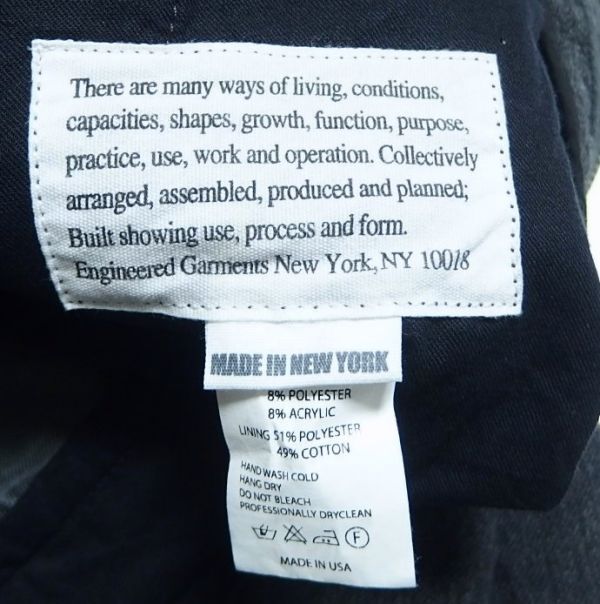 There are many ways of living, conditions,
capacities, shapes, growth, function, purpose,
practice, use, work and operation. Collectively
arranged, assembled, produced and planned;
Built showing use, process and form.
Engineered Garments New York, NY 10018
MADE IN NEW YORK
8% POLYESTER
8% ACRYLIC
LINING 51% POLYESTER
49% COTTON
HAND WASH COLD
HANG DRY
DO NOT BLEACH
PROFESSIONALLY DRYCLEAN
F
MADE IN USA